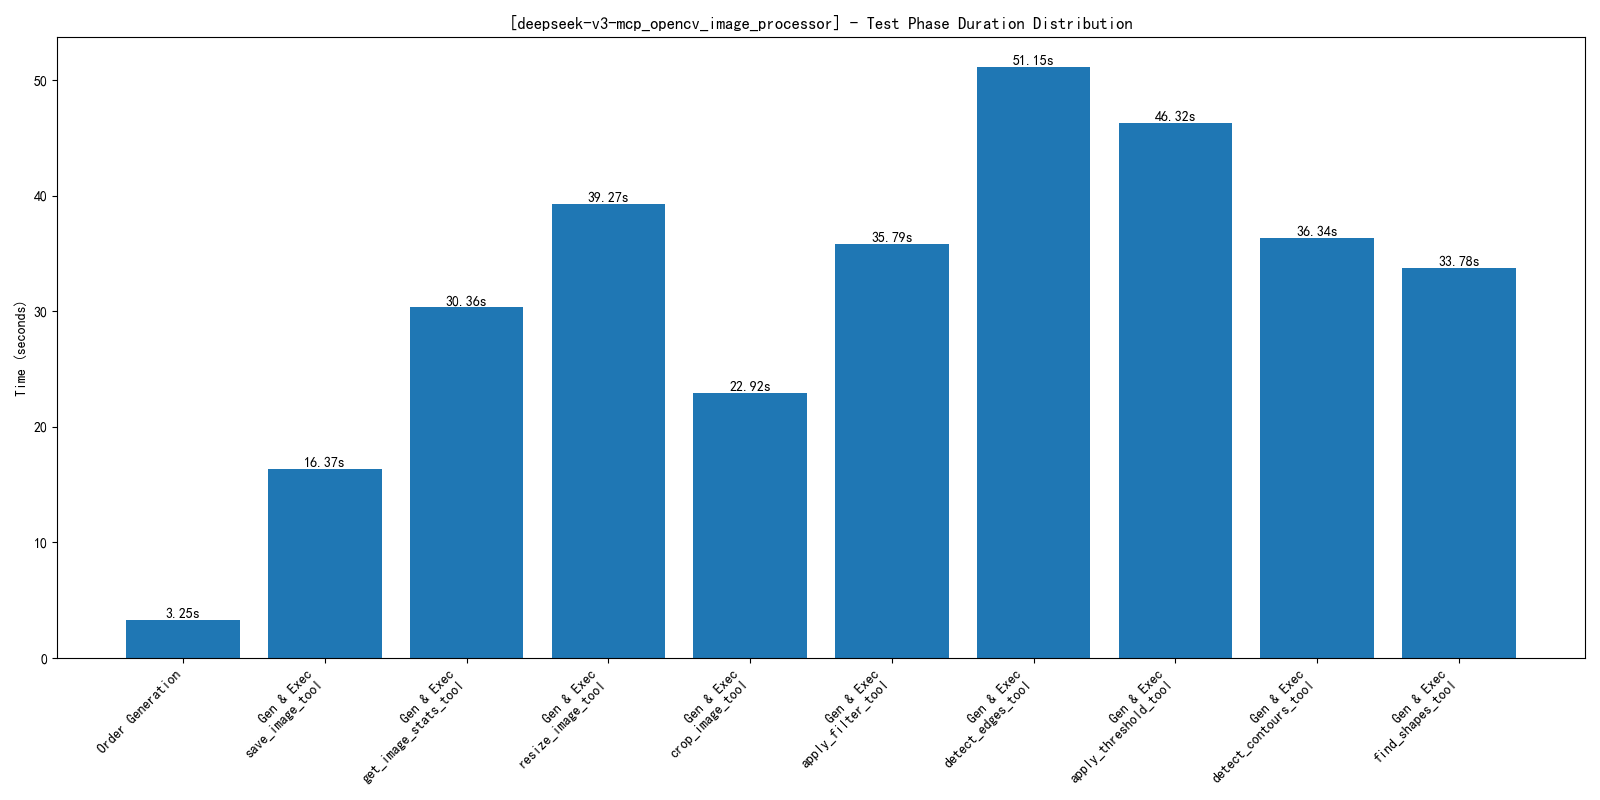 [deepseek-v3-mcp_opencv_image_processor] - Test Phase Duration Distribution
Time (seconds)
50
40
30
20
10
0
3.25s
16.37s
30.36s
39.27s
22.92s
35.79s
51.15s
46.32s
36.34s
33.78s
Order Generation
Gen & Exec
save_image_tool
Gen & Exec
get_image_stats_tool
Gen & Exec
resize_image_tool
Gen & Exec
crop_image_tool
Gen & Exec
apply_filter_tool
Gen & Exec
detect_edges_tool
Gen & Exec
apply_threshold_tool
Gen & Exec
detect_contours_tool
Gen & Exec
find_shapes_tool